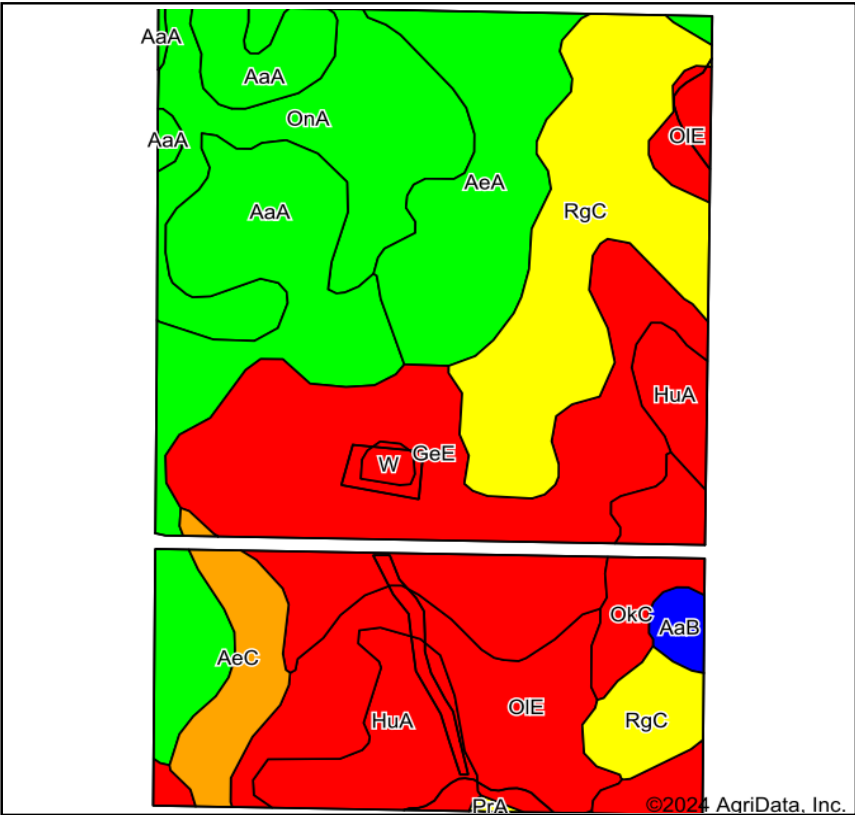 AaA
AaA
OnA
OlE
AaA
AeA
AaA
RgC
HuA
GeE
W
OkC
AaB
AeC
OlE
HuA
RgC
PrA
©2024 AgriData, Inc.